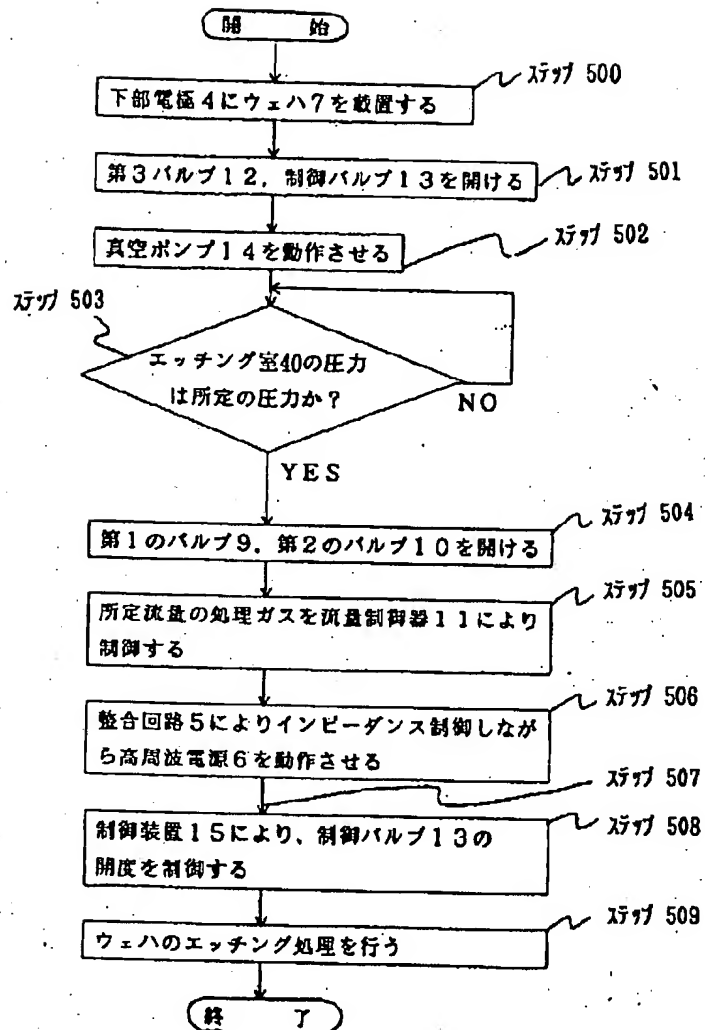 開 始
ステップ 500
下部電極4にウェハ7を載置する
第3バルブ12,制御バルブ13を開ける
ステップ 501
真空ポンプ14を動作させる
ステップ 502
ステップ 503
エッチング室40の圧力
は所定の圧力か?
NO
YES
ステップ 504
第1のバルブ9,第2のバルブ10を開ける
ステップ 505
所定流量の処理ガスを流量制御器11により
制御する
ステップ 506
整合回路5によりインピーダンス制御しなが
ら高周波電源6を動作させる
ステップ 507
ステップ 508
制御装置15により、制御バルブ13の
開度を制御する
ステップ 509
ウェハのエッチング処理を行う
終 了